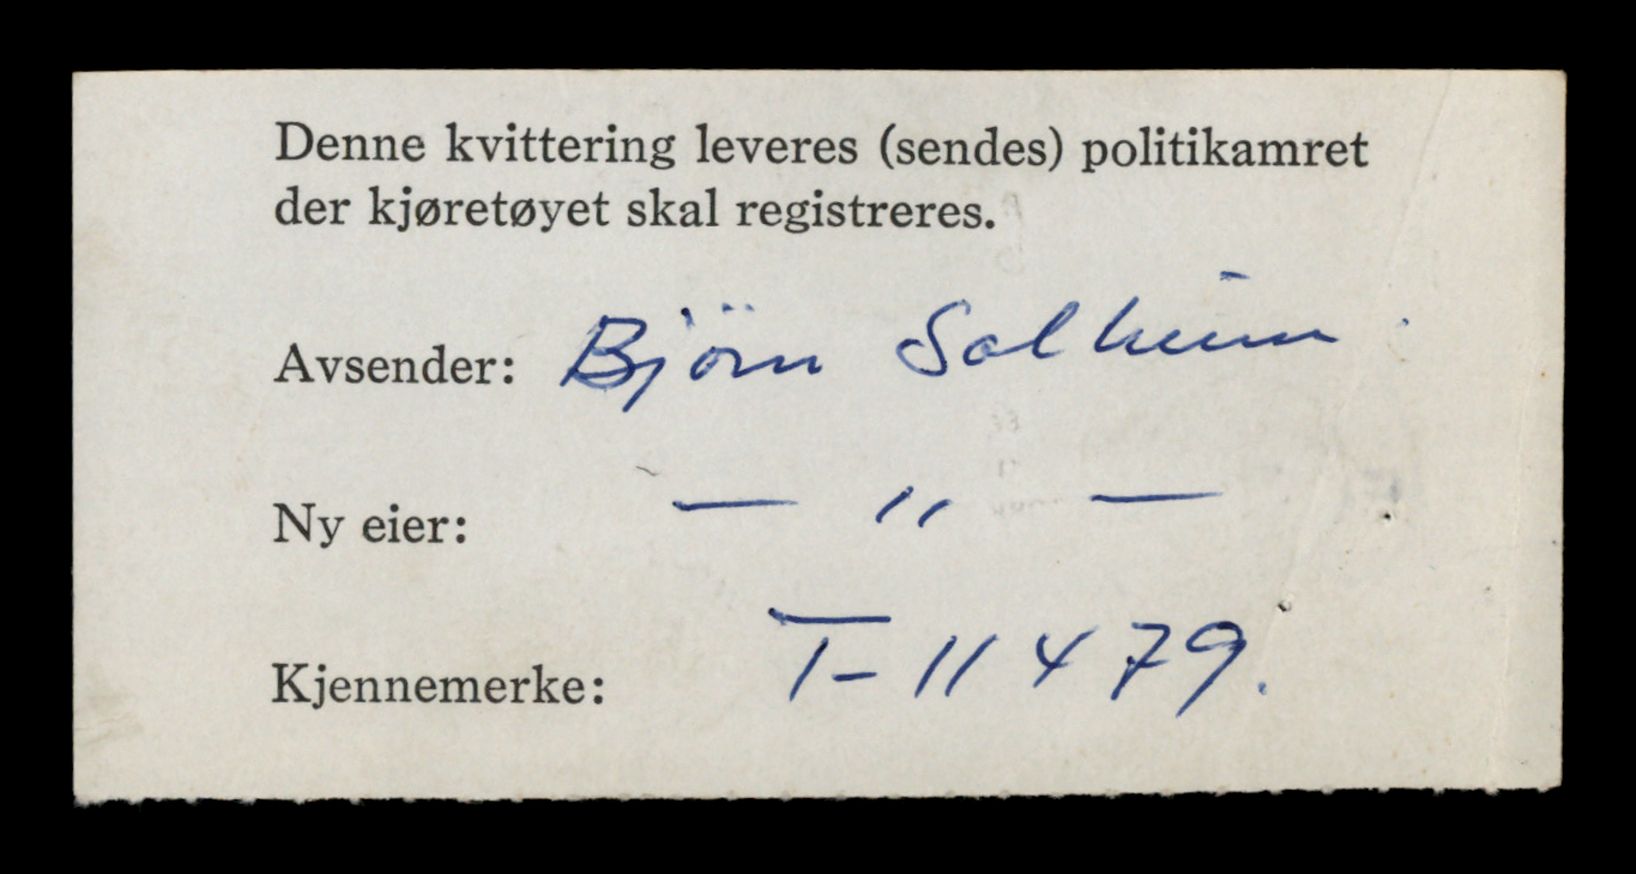 Denne kvittering leveres (sendes) politikamret
der kjøretøyet skal registreres.
Avsender: Björn Solheim
Ny eier: — " —
Kjennemerke: T-11479.